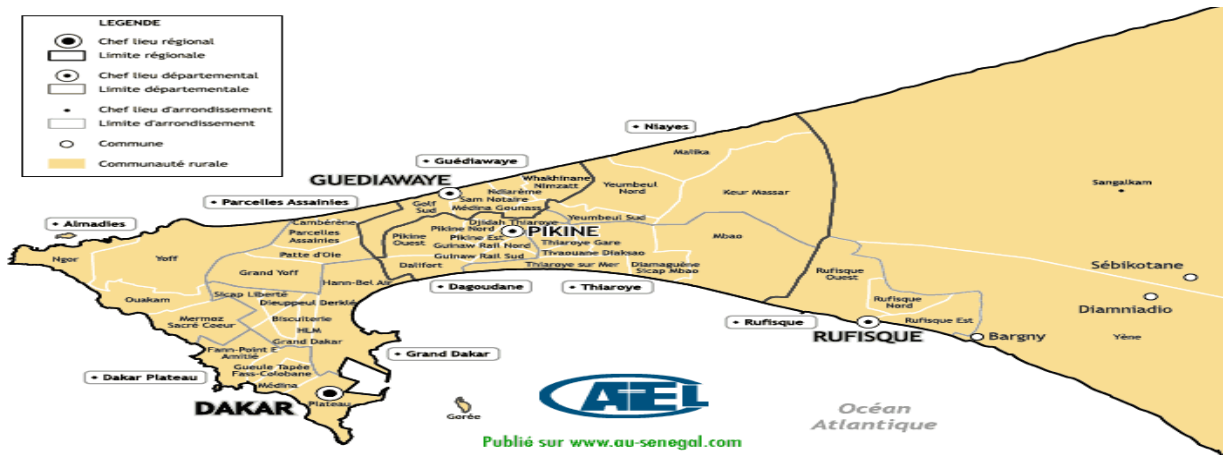 LEGENDE
Chef lieu régional
Limite régionale
Chef lieu départemental
Limite départementale
Chef lieu d'arrondissement
Limite d'arrondissement
Commune
Communauté rurale
Niayes
Malika
Guédiawaye
GUEDIAWAYE
Whakhinane
Nimzatt
Ndiarème
Sam Notaire
Médina Gounass
Golf
Sud
Yeumbeul
Nord
Keur Massar
Sangalkam
Parcelles Assainies
Almadies
Cambérène
Parcelles
Assainies
Patte d'Oie
Yeumbeul Sud
Djidah Thiaroye
Pikine Nord
PIKINE
Pikine
Ouest
Pikine Est
Guinaw Rail Nord
Guinaw Rail Sud
Thiaroye Gare
Tivaouane Diaksao
Thiaroye sur Mer
Diamaguène
Sicap Mbao
Mbao
Dalifort
Ngor
Yoff
Grand Yoff
Hann-Bel Air
Rufisque
Ouest
Sébikotane
Dagoudane
Thiaroye
Ouakam
Sicap Liberté
Dieuppeul Derklé
Mermoz
Sacré Coeur
Biscuiterie
HLM
Grand Dakar
Rufisque
Nord
Diamniadio
Rufisque
Rufisque Est
RUFISQUE
Bargny
Yène
Fann-Point E
Amitié
Grand Dakar
Gueule Tapée
Fass-Colobane
Dakar Plateau
Médina
DAKAR
Plateau
Gorée
ATEL
Océan
Atlantique
Publié sur www.au-senegal.com